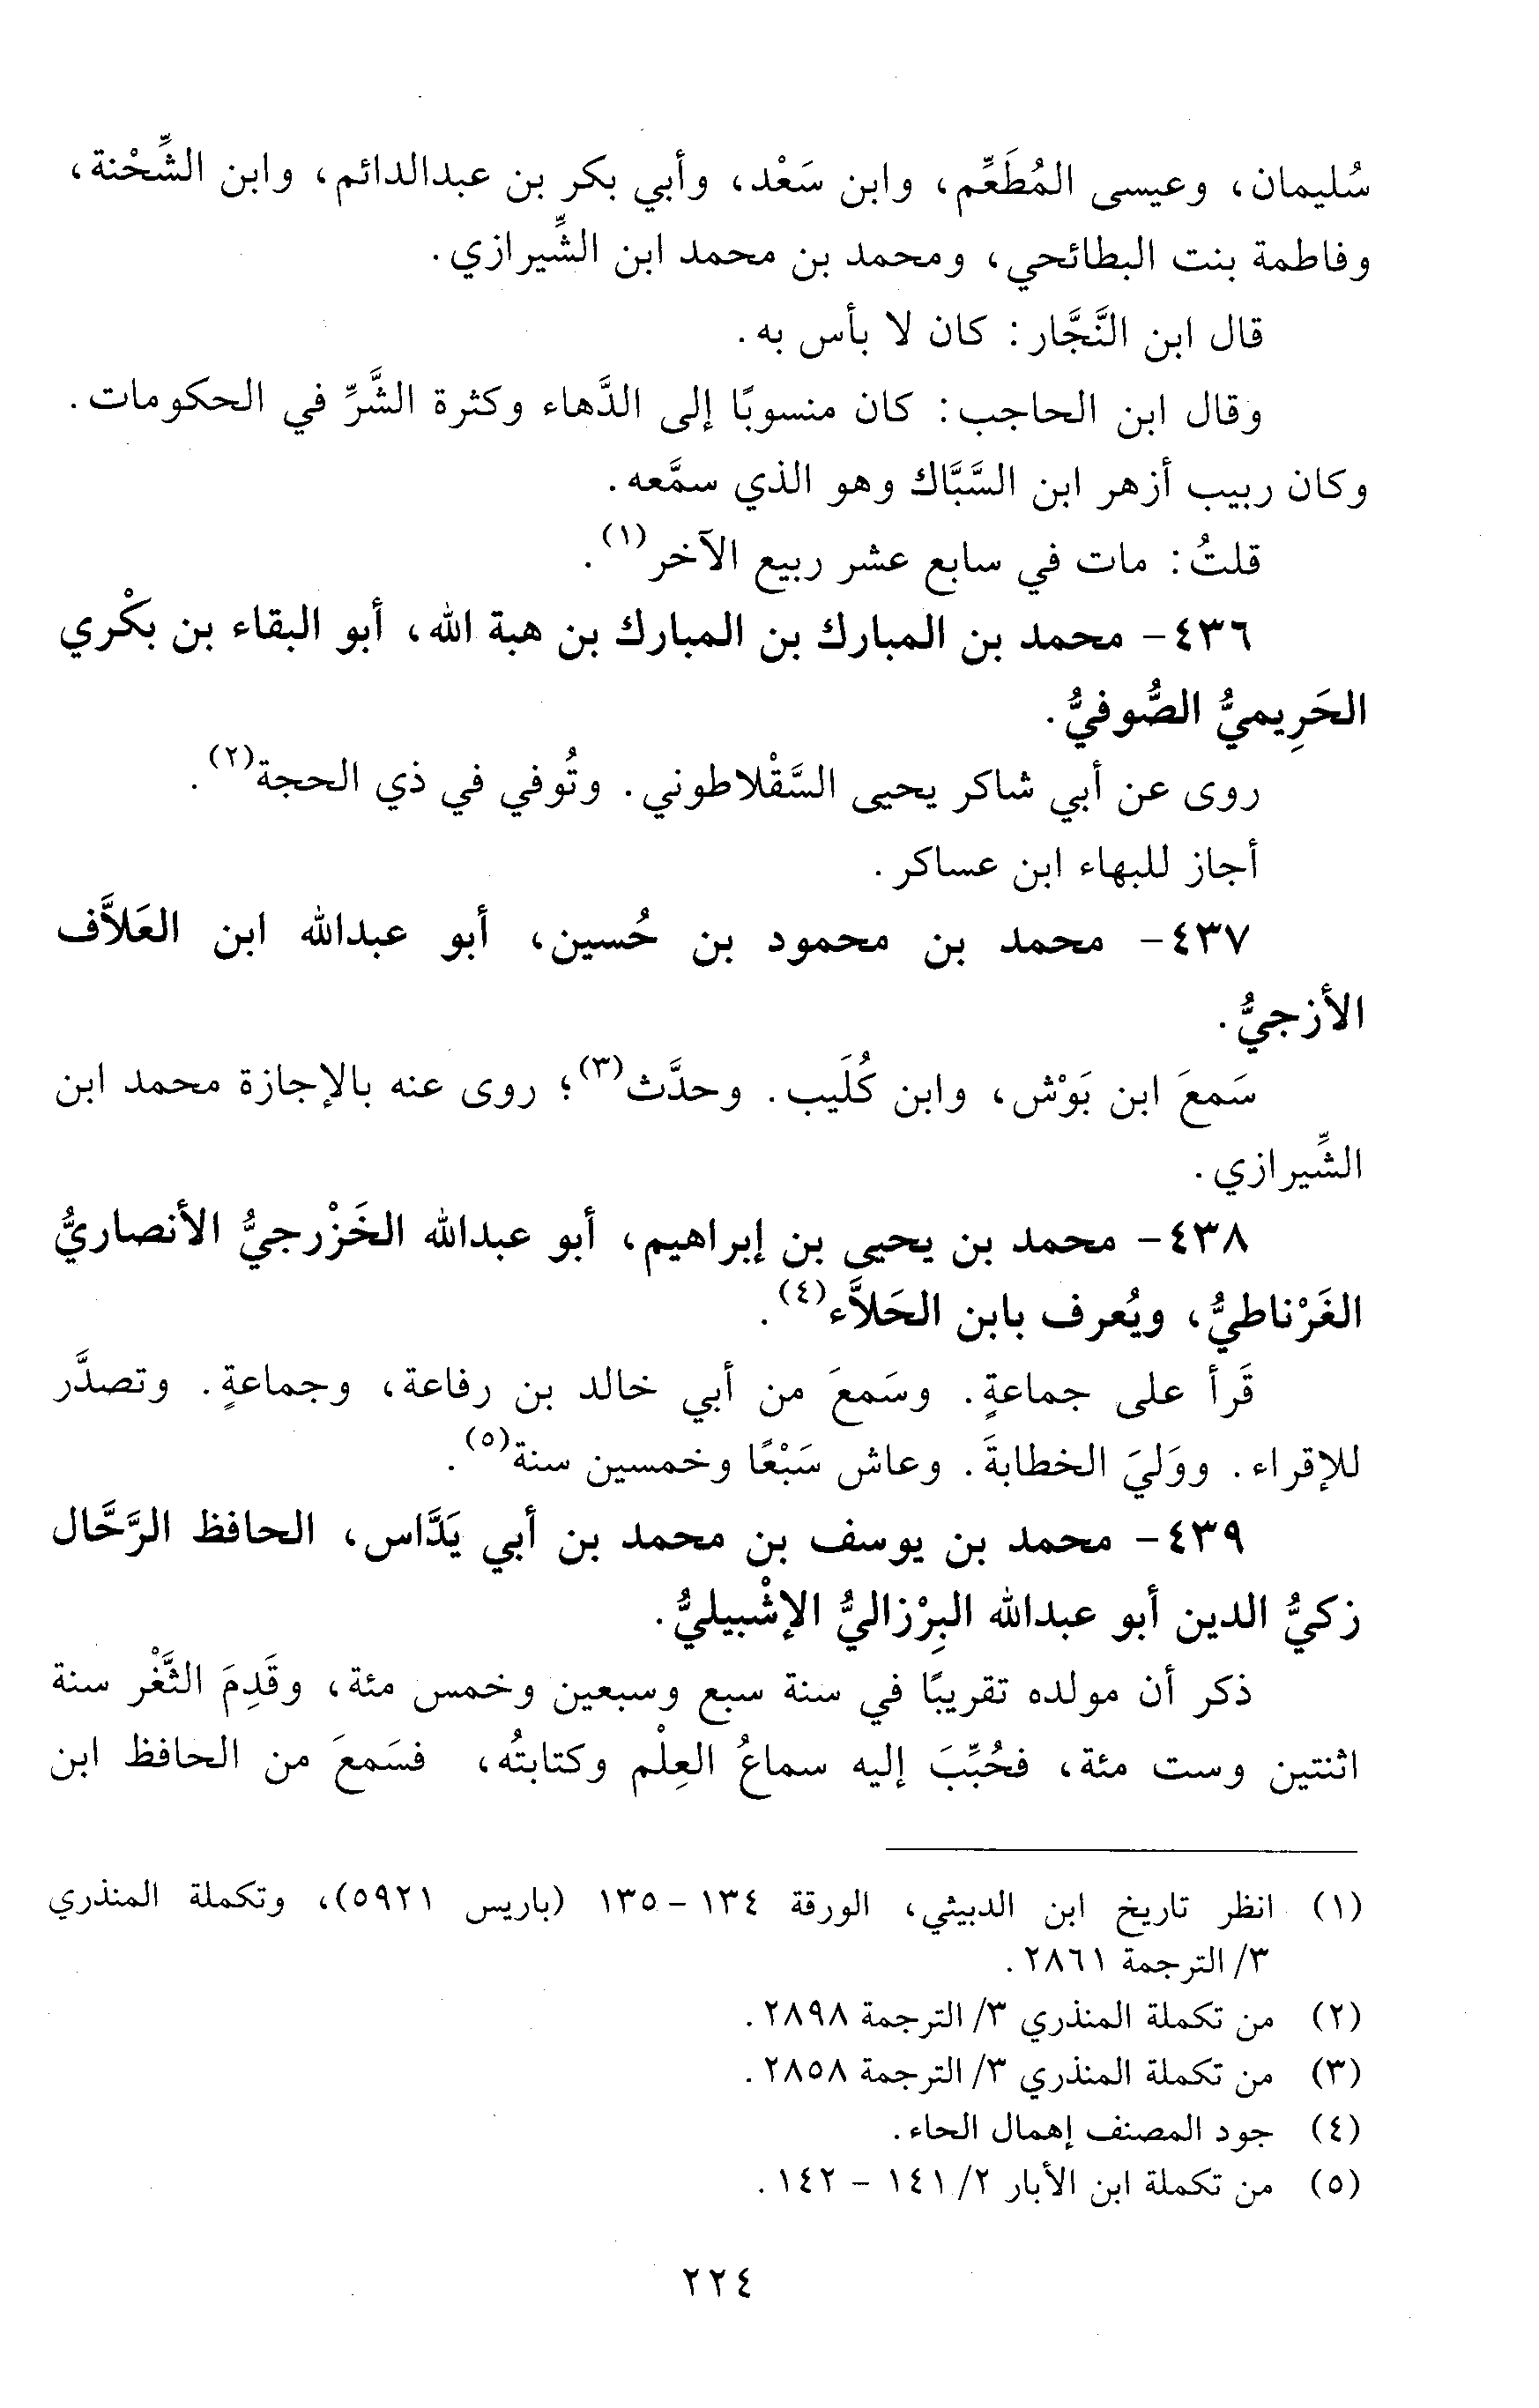 سُليمان، وعيسى المُطَعِّم، وابن سَعْد، وأبي بكر بن عبدالدائم، وابن الشِّحْنة،
وفاطمة بنت البطائحي، ومحمد بن محمد ابن الشِّيرازي.
قال ابن النَّجَّار: كان لا بأس به.
وقال ابن الحاجب: كان منسوبًا إلى الدَّهاء وكثرة الشَّرِّ في الحكومات.
وكان ربيب أزهر ابن السَّبَّاك وهو الذي سمَّعه.
قلتُ: مات في سابع عشر ربيع الآخر(١).
٤٣٦- محمد بن المبارك بن المبارك بن هبة الله، أبو البقاء بن بكْري
الحَرِيميُّ الصُّوفيُّ.
روى عن أبي شاكر يحيى السَّقْلاطوني. وتُوفي في ذي الحجة(٢).
أجاز للبهاء ابن عساكر.
٤٣٧- محمد بن محمود بن حُسين، أبو عبدالله ابن العَلاَّف
الأزجيُّ.
سَمعَ ابن بَوْش، وابن كُلَيب. وحدَّث(٣)؛ روى عنه بالإجازة محمد ابن
الشِّيرازي.
٤٣٨- محمد بن يحيى بن إبراهيم، أبو عبدالله الخَزْرجيُّ الأنصاريُّ
الغَرْناطيُّ، ويُعرف بابن الحَلاَّء(٤).
قَرأ على جماعةٍ. وسَمعَ من أبي خالد بن رفاعة، وجماعةٍ. وتصدَّر
للإقراء. ووَليَ الخطابةَ. وعاش سَبْعًا وخمسين سنة(٥).
٤٣٩- محمد بن يوسف بن محمد بن أبي يَدَّاس، الحافظ الرَّحَّال
زكيُّ الدين أبو عبدالله البِرْزاليُّ الإشْبيليُّ.
ذكر أن مولده تقريبًا في سنة سبع وسبعين وخمس مئة، وقَدِمَ الثَّغْر سنة
اثنتين وست مئة، فحُبِّبَ إليه سماعُ العِلْم وكتابتُه، فسَمعَ من الحافظ ابن
(١) انظر تاريخ ابن الدبيثي، الورقة ١٣٤ - ١٣٥ (باريس ٥٩٢١)، وتكملة المنذري
٣/ الترجمة ٢٨٦١.
(٢) من تكملة المنذري ٣/ الترجمة ٢٨٩٨.
(٣) من تكملة المنذري ٣/ الترجمة ٢٨٥٨.
(٤) جود المصنف إهمال الحاء.
(٥) من تكملة ابن الأبار ٢/ ١٤١ - ١٤٢.
٢٢٤